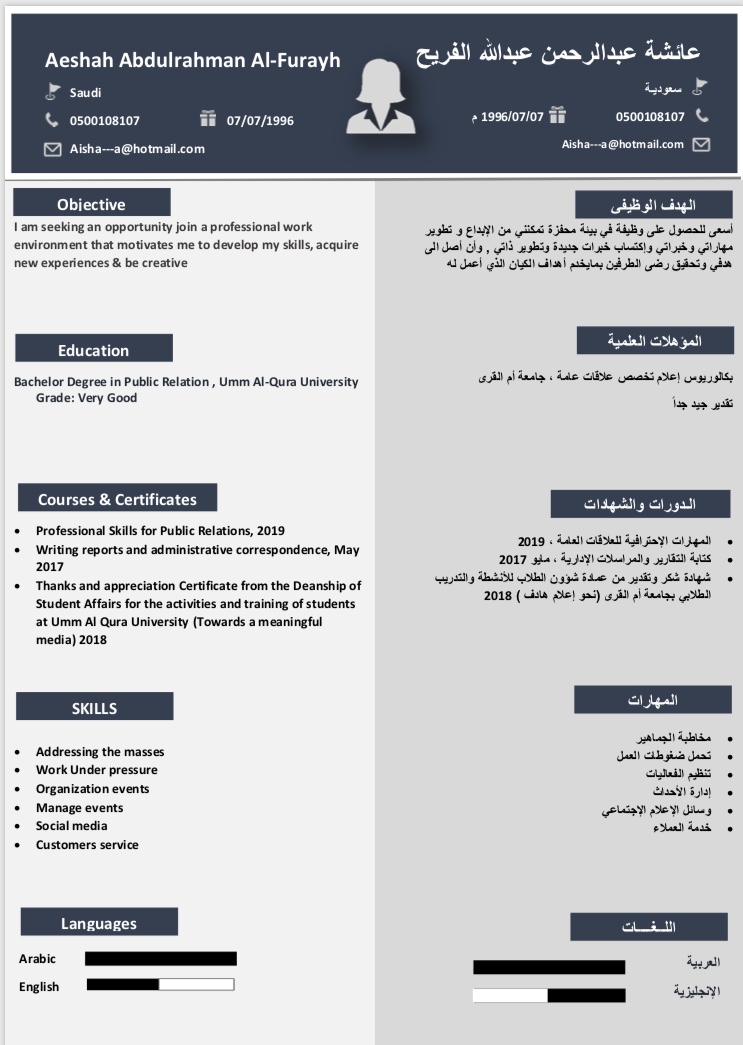 Aeshah Abdulrahman Al-Furayh
Saudi
0500108107 07/07/1996
Aisha---a@hotmail.com
عائشة عبدالرحمن عبدالله الفريح
سعودية
0500108107 1996/07/07 م
Aisha---a@hotmail.com
Objective
I am seeking an opportunity join a professional work
environment that motivates me to develop my skills, acquire
new experiences & be creative
Education
Bachelor Degree in Public Relation , Umm Al-Qura University
Grade: Very Good
Courses & Certificates
• Professional Skills for Public Relations, 2019
• Writing reports and administrative correspondence, May
2017
• Thanks and appreciation Certificate from the Deanship of
Student Affairs for the activities and training of students
at Umm Al Qura University (Towards a meaningful
media) 2018
SKILLS
• Addressing the masses
• Work Under pressure
• Organization events
• Manage events
• Social media
• Customers service
Languages
Arabic
English
الهدف الوظيفى
أسعى للحصول على وظيفة في بيئة محفزة تمكنني من الإبداع و تطوير
مهاراتي وخبراتي وإكتساب خبرات جديدة وتطوير ذاتي , وأن أصل الى
هدفي وتحقيق رضى الطرفين بمايخدم أهداف الكيان الذي أعمل له
المؤهلات العلمية
بكالوريوس إعلام تخصص علاقات عامة ، جامعة أم القرى
تقدير جيد جداً
الدورات والشهادات
• المهارات الإحترافية للعلاقات العامة ، 2019
• كتابة التقارير والمراسلات الإدارية ، مايو 2017
• شهادة شكر وتقدير من عمادة شؤون الطلاب للأنشطة والتدريب
الطلابي بجامعة أم القرى (نحو إعلام هادف ) 2018
المهارات
• مخاطبة الجماهير
• تحمل ضغوطات العمل
• تنظيم الفعاليات
• إدارة الأحداث
• وسائل الإعلام الإجتماعي
• خدمة العملاء
اللــغــــات
العربية
الإنجليزية